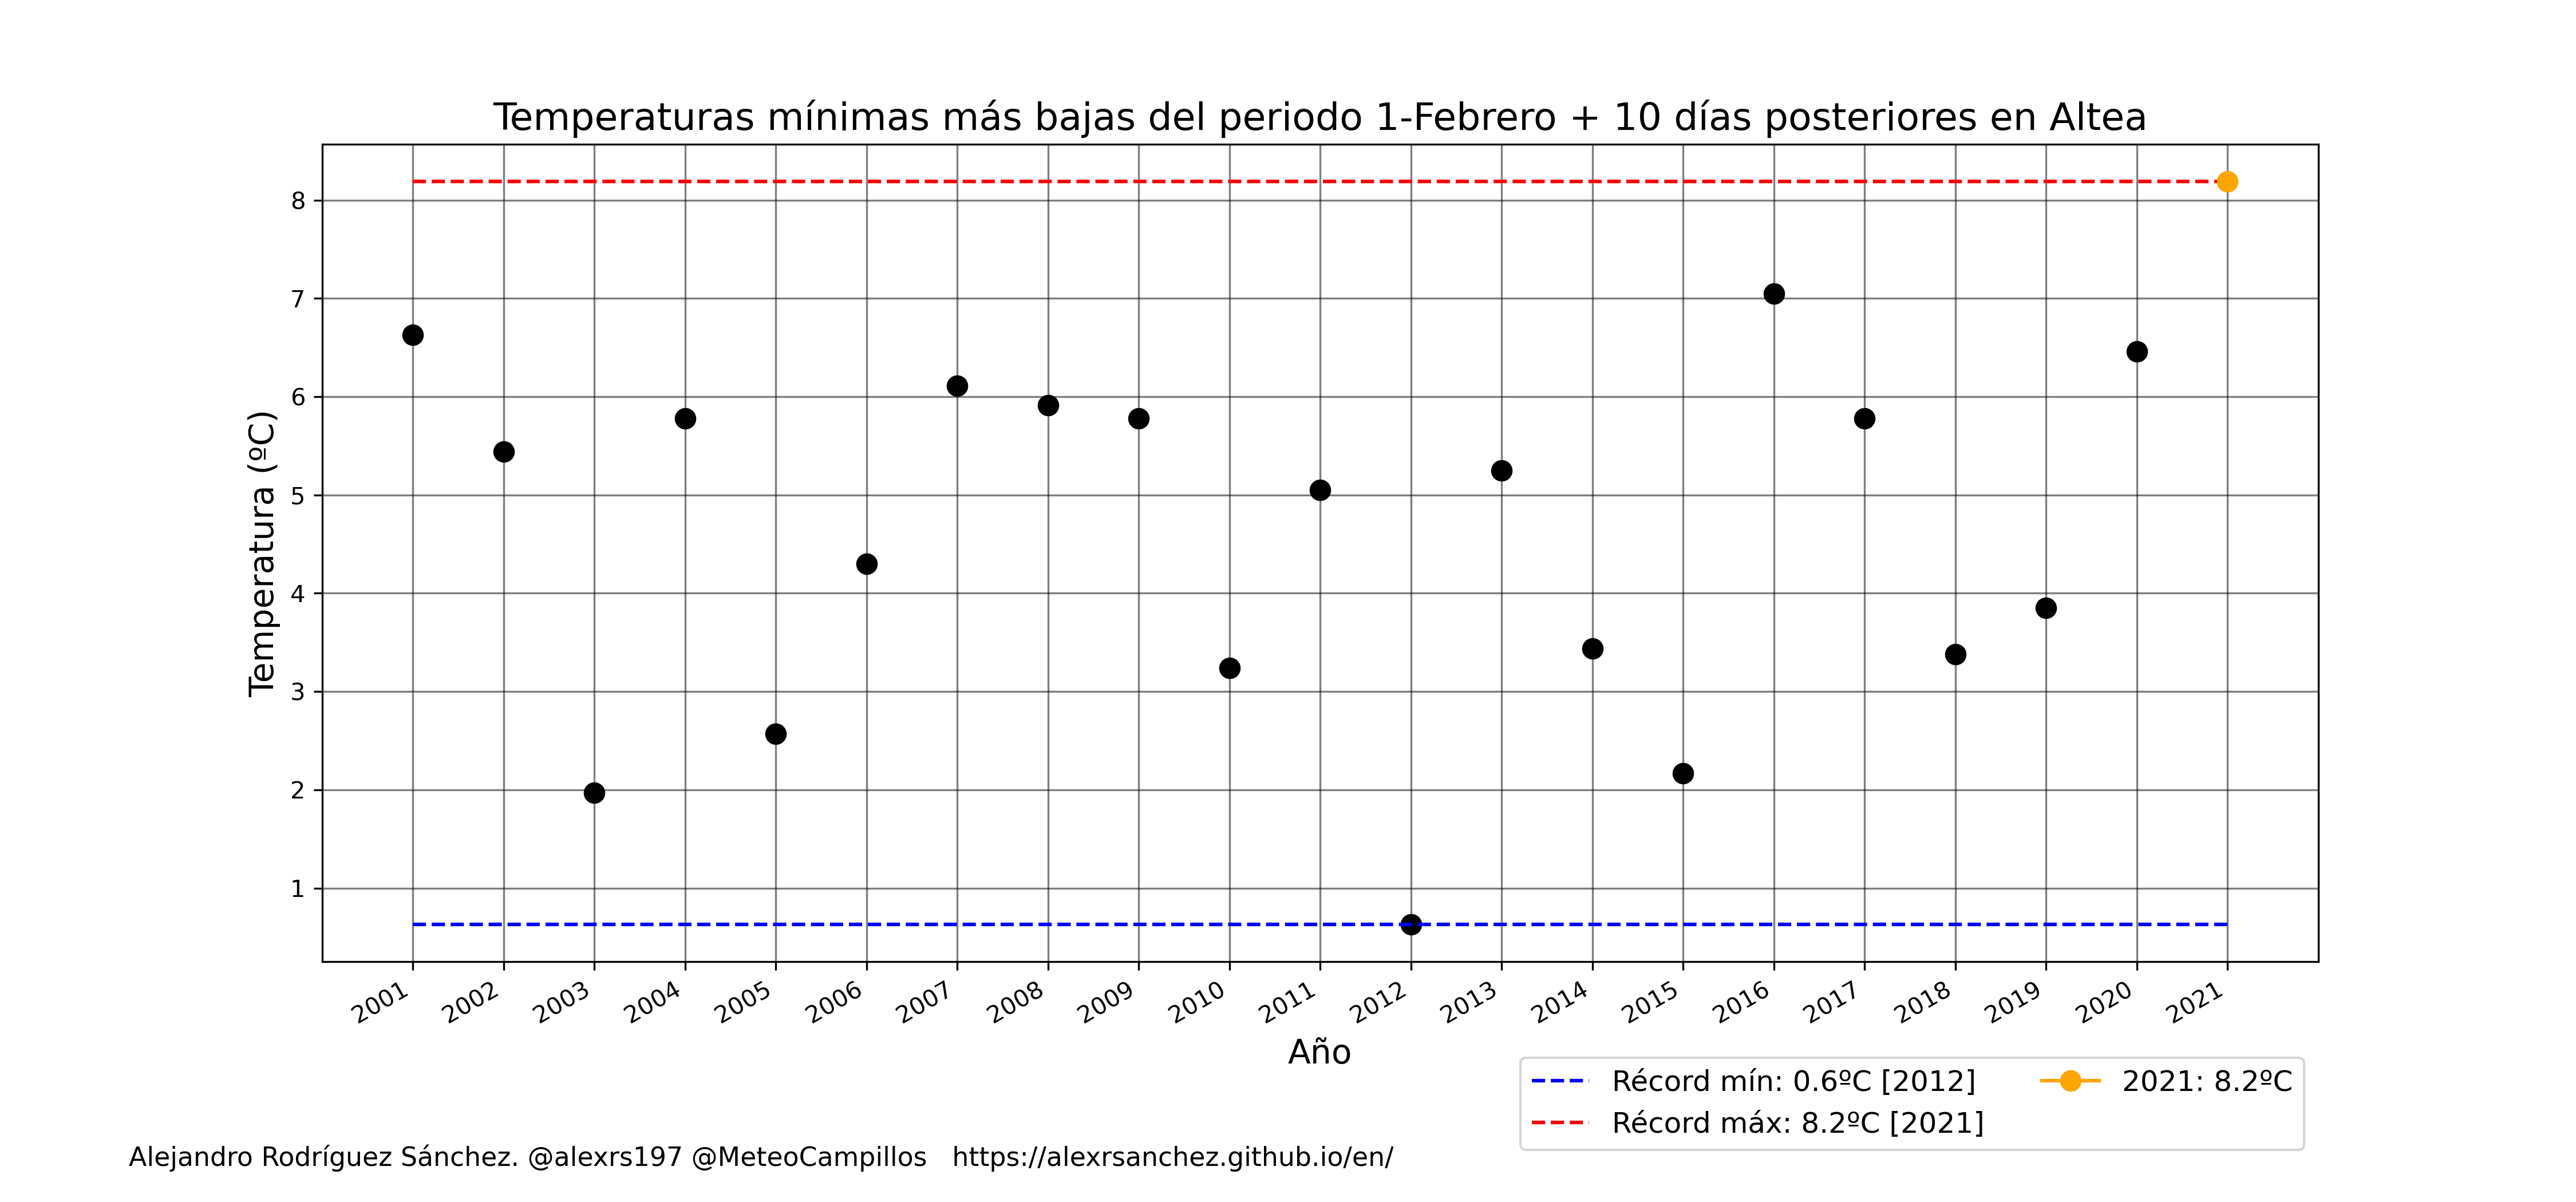 Temperaturas mínimas más bajas del periodo 1-Febrero + 10 días posteriores en Altea
Temperatura (ºC)
8
7
6
5
4
3
2
1
2001 2002 2003 2004 2005 2006 2007 2008 2009 2010 2011 2012 2013 2014 2015 2016 2017 2018 2019 2020 2021
Año
Récord mín: 0.6ºC [2012]
Récord máx: 8.2ºC [2021]
2021: 8.2ºC
Alejandro Rodríguez Sánchez. @alexrs197 @MeteoCampillos https://alexrsanchez.github.io/en/